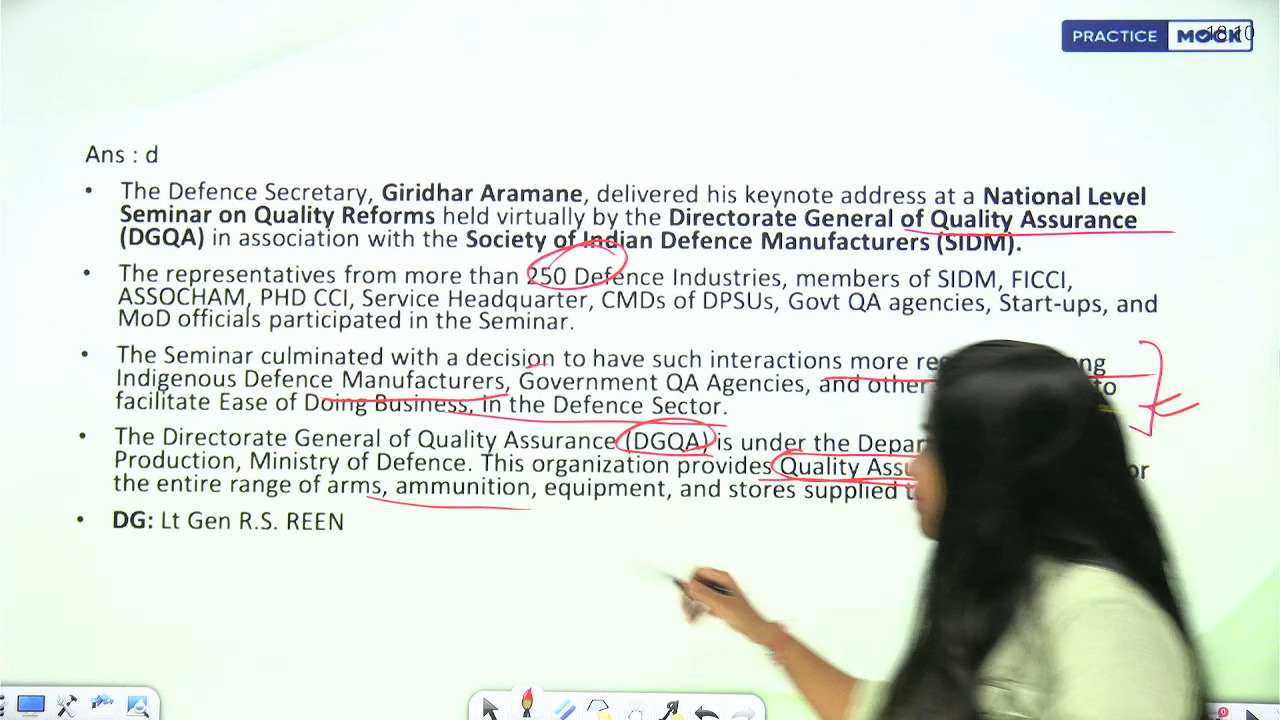 PRACTICE MOCK
18:10
Ans : d
• The Defence Secretary, Giridhar Aramane, delivered his keynote address at a National Level
Seminar on Quality Reforms held virtually by the Directorate General of Quality Assurance
(DGQA) in association with the Society of Indian Defence Manufacturers (SIDM).
• The representatives from more than 250 Defence Industries, members of SIDM, FICCI,
ASSOCHAM, PHD CCI, Service Headquarter, CMDs of DPSUs, Govt QA agencies, Start-ups, and
MoD officials participated in the Seminar.
• The Seminar culminated with a decision to have such interactions more
Indigenous Defence Manufacturers, Government QA Agencies, and other to
facilitate Ease of Doing Business, in the Defence Sector.
• The Directorate General of Quality Assurance (DGQA) is under the
Production, Ministry of Defence. This organization provides Quality
the entire range of arms, ammunition, equipment, and stores supplied
• DG: Lt Gen R.S. REEN